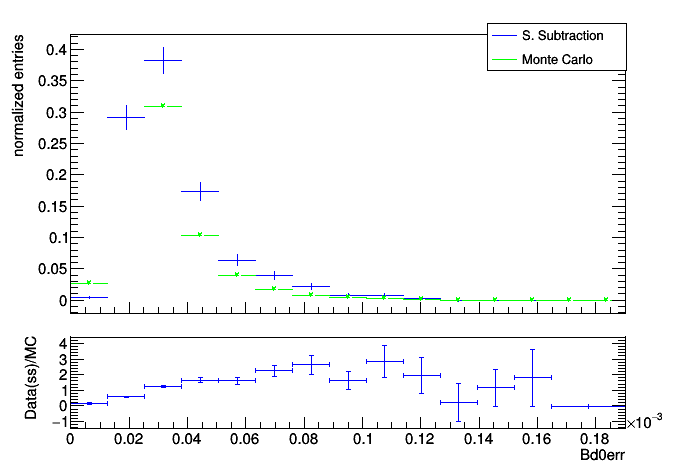 S. Subtraction
Monte Carlo
normalized entries
0.4
0.35
0.3
0.25
0.2
0.15
0.1
0.05
0
Data(ss)/MC
4
3
2
1
0
−1
0 0.02 0.04 0.06 0.08 0.1 0.12 0.14 0.16 0.18
×10⁻³
Bd0err